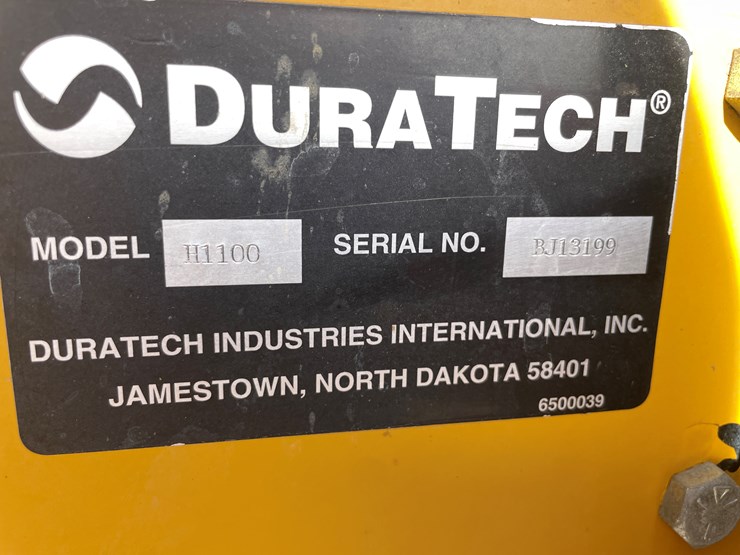 DURATECH®
MODEL H1100 SERIAL NO. BJ13199
DURATECH INDUSTRIES INTERNATIONAL, INC.
JAMESTOWN, NORTH DAKOTA 58401
6500039